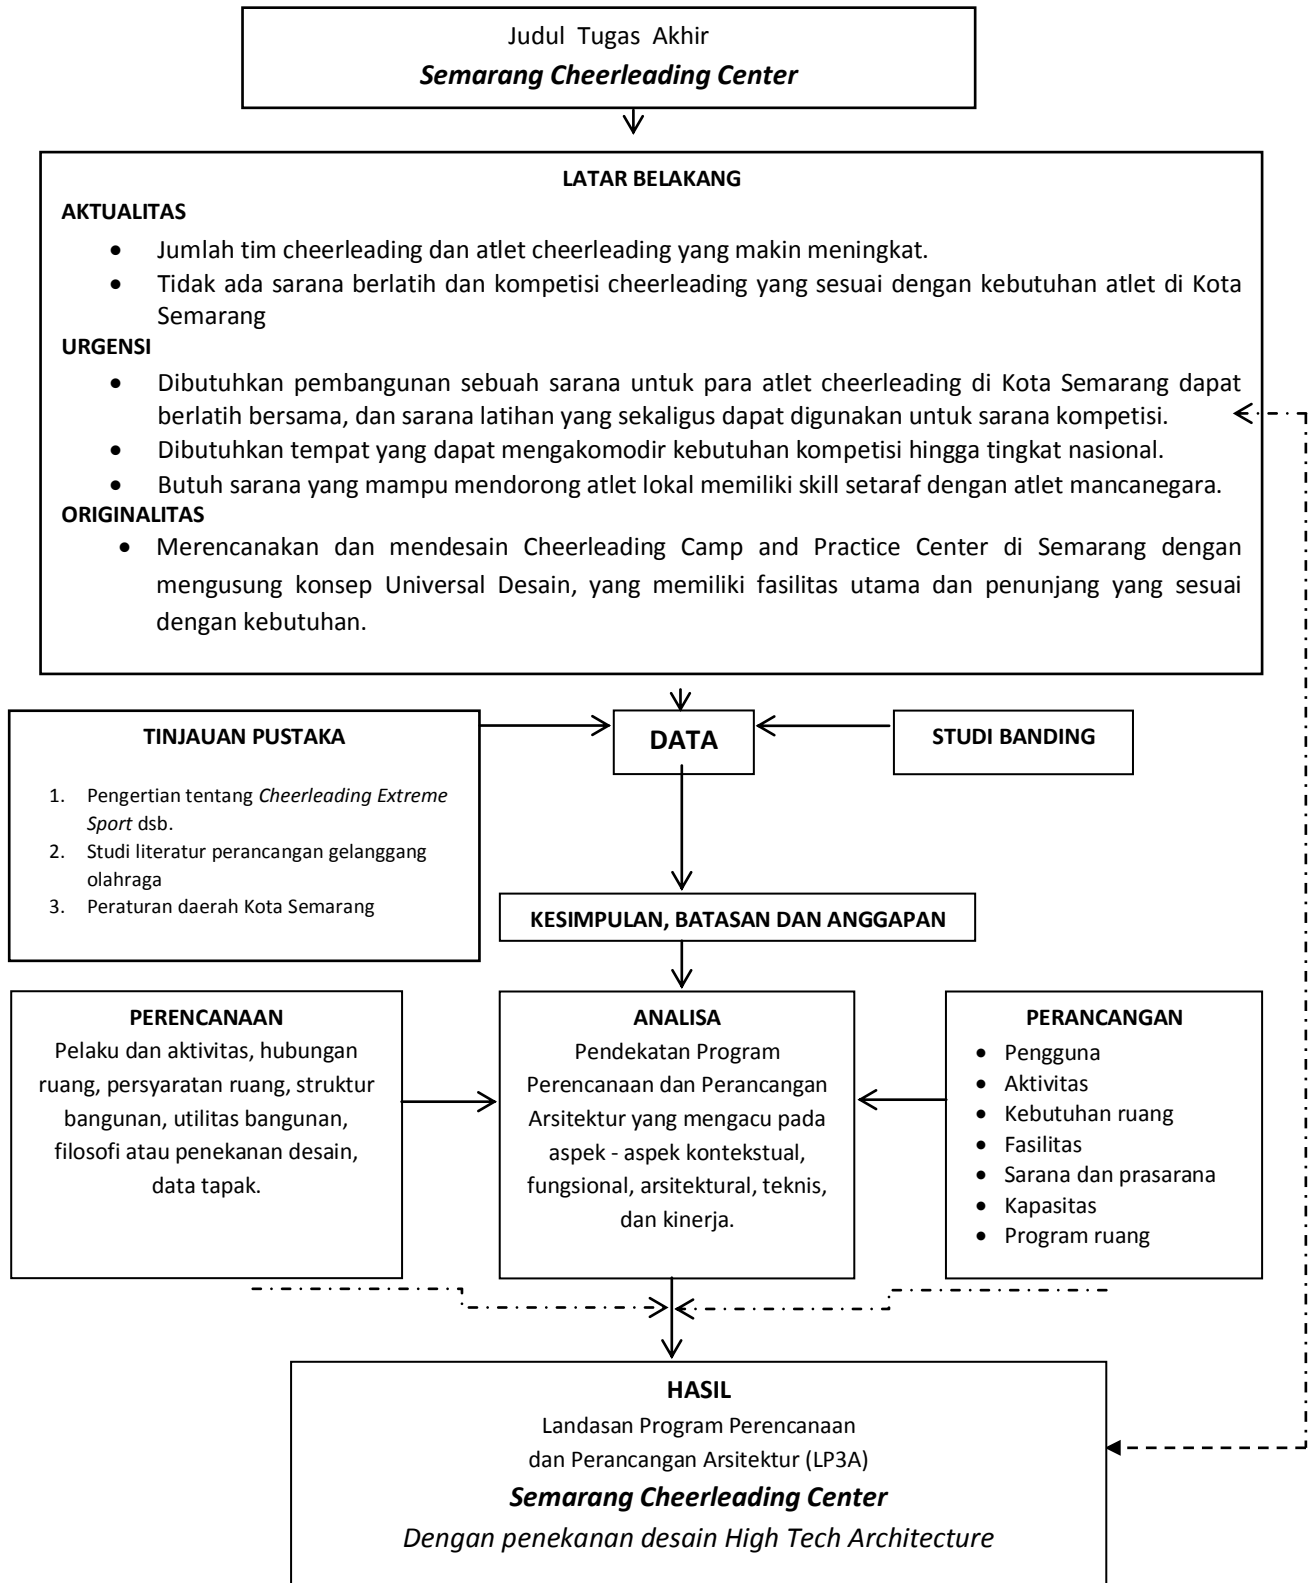 Judul Tugas Akhir
Semarang Cheerleading Center
LATAR BELAKANG
AKTUALITAS
• Jumlah tim cheerleading dan atlet cheerleading yang makin meningkat.
• Tidak ada sarana berlatih dan kompetisi cheerleading yang sesuai dengan kebutuhan atlet di Kota
Semarang
URGENSI
• Dibutuhkan pembangunan sebuah sarana untuk para atlet cheerleading di Kota Semarang dapat
berlatih bersama, dan sarana latihan yang sekaligus dapat digunakan untuk sarana kompetisi.
• Dibutuhkan tempat yang dapat mengakomodir kebutuhan kompetisi hingga tingkat nasional.
• Butuh sarana yang mampu mendorong atlet lokal memiliki skill setaraf dengan atlet mancanegara.
ORIGINALITAS
• Merencanakan dan mendesain Cheerleading Camp and Practice Center di Semarang dengan
mengusung konsep Universal Desain, yang memiliki fasilitas utama dan penunjang yang sesuai
dengan kebutuhan.
TINJAUAN PUSTAKA
1. Pengertian tentang Cheerleading Extreme
Sport dsb.
2. Studi literatur perancangan gelanggang
olahraga
3. Peraturan daerah Kota Semarang
DATA
STUDI BANDING
KESIMPULAN, BATASAN DAN ANGGAPAN
PERENCANAAN
Pelaku dan aktivitas, hubungan
ruang, persyaratan ruang, struktur
bangunan, utilitas bangunan,
filosofi atau penekanan desain,
data tapak.
ANALISA
Pendekatan Program
Perencanaan dan Perancangan
Arsitektur yang mengacu pada
aspek - aspek kontekstual,
fungsional, arsitektural, teknis,
dan kinerja.
PERANCANGAN
• Pengguna
• Aktivitas
• Kebutuhan ruang
• Fasilitas
• Sarana dan prasarana
• Kapasitas
• Program ruang
HASIL
Landasan Program Perencanaan
dan Perancangan Arsitektur (LP3A)
Semarang Cheerleading Center
Dengan penekanan desain High Tech Architecture